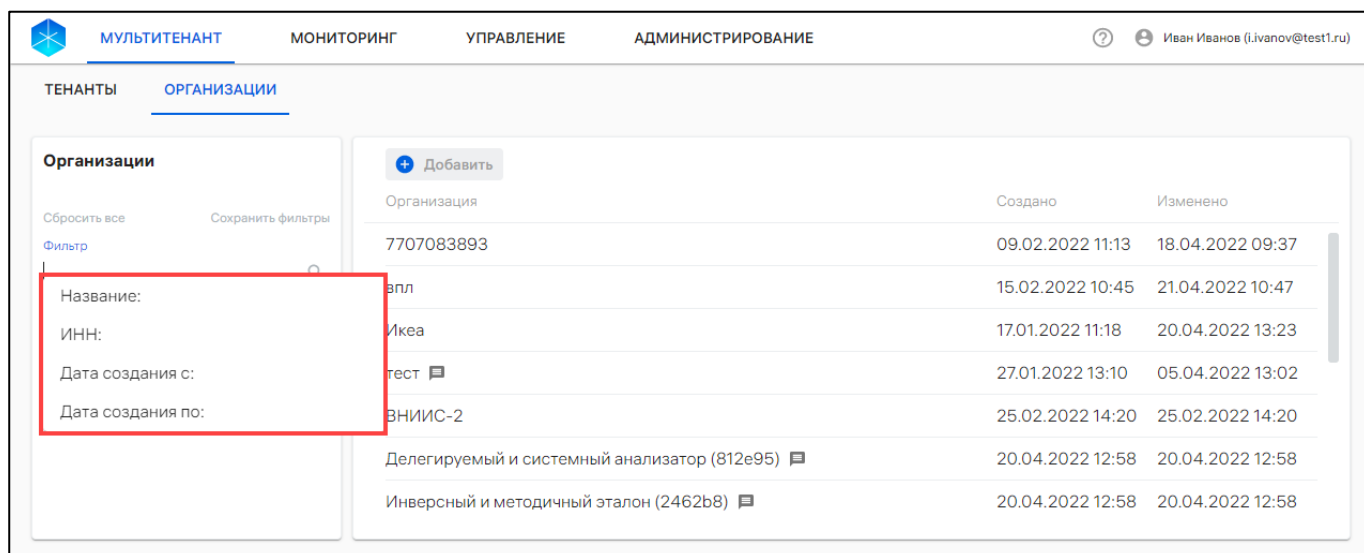 МУЛЬТИТЕНАНТ МОНИТОРИНГ УПРАВЛЕНИЕ АДМИНИСТРИРОВАНИЕ ? Иван Иванов (i.ivanov@test1.ru)
ТЕНАНТЫ ОРГАНИЗАЦИИ
Организации
Сбросить все Сохранить фильтры
Фильтр
Название:
ИНН:
Дата создания с:
Дата создания по:
Добавить
Организация Создано Изменено
7707083893 09.02.2022 11:13 18.04.2022 09:37
впл 15.02.2022 10:45 21.04.2022 10:47
Икеа 17.01.2022 11:18 20.04.2022 13:23
тест 27.01.2022 13:10 05.04.2022 13:02
ВНИИС-2 25.02.2022 14:20 25.02.2022 14:20
Делегируемый и системный анализатор (812e95) 20.04.2022 12:58 20.04.2022 12:58
Инверсный и методичный эталон (2462b8) 20.04.2022 12:58 20.04.2022 12:58